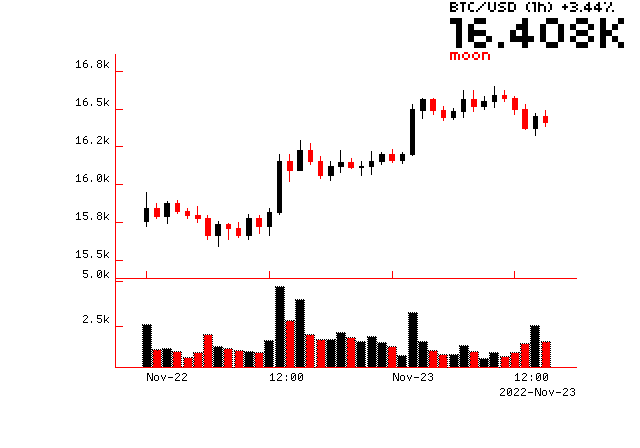 BTC/USD (1h) +3.44%
16.408K
moon
16.8k
16.5k
16.2k
16.0k
15.8k
15.5k
5.0k
2.5k
Nov-22 12:00 Nov-23 12:00
2022-Nov-23